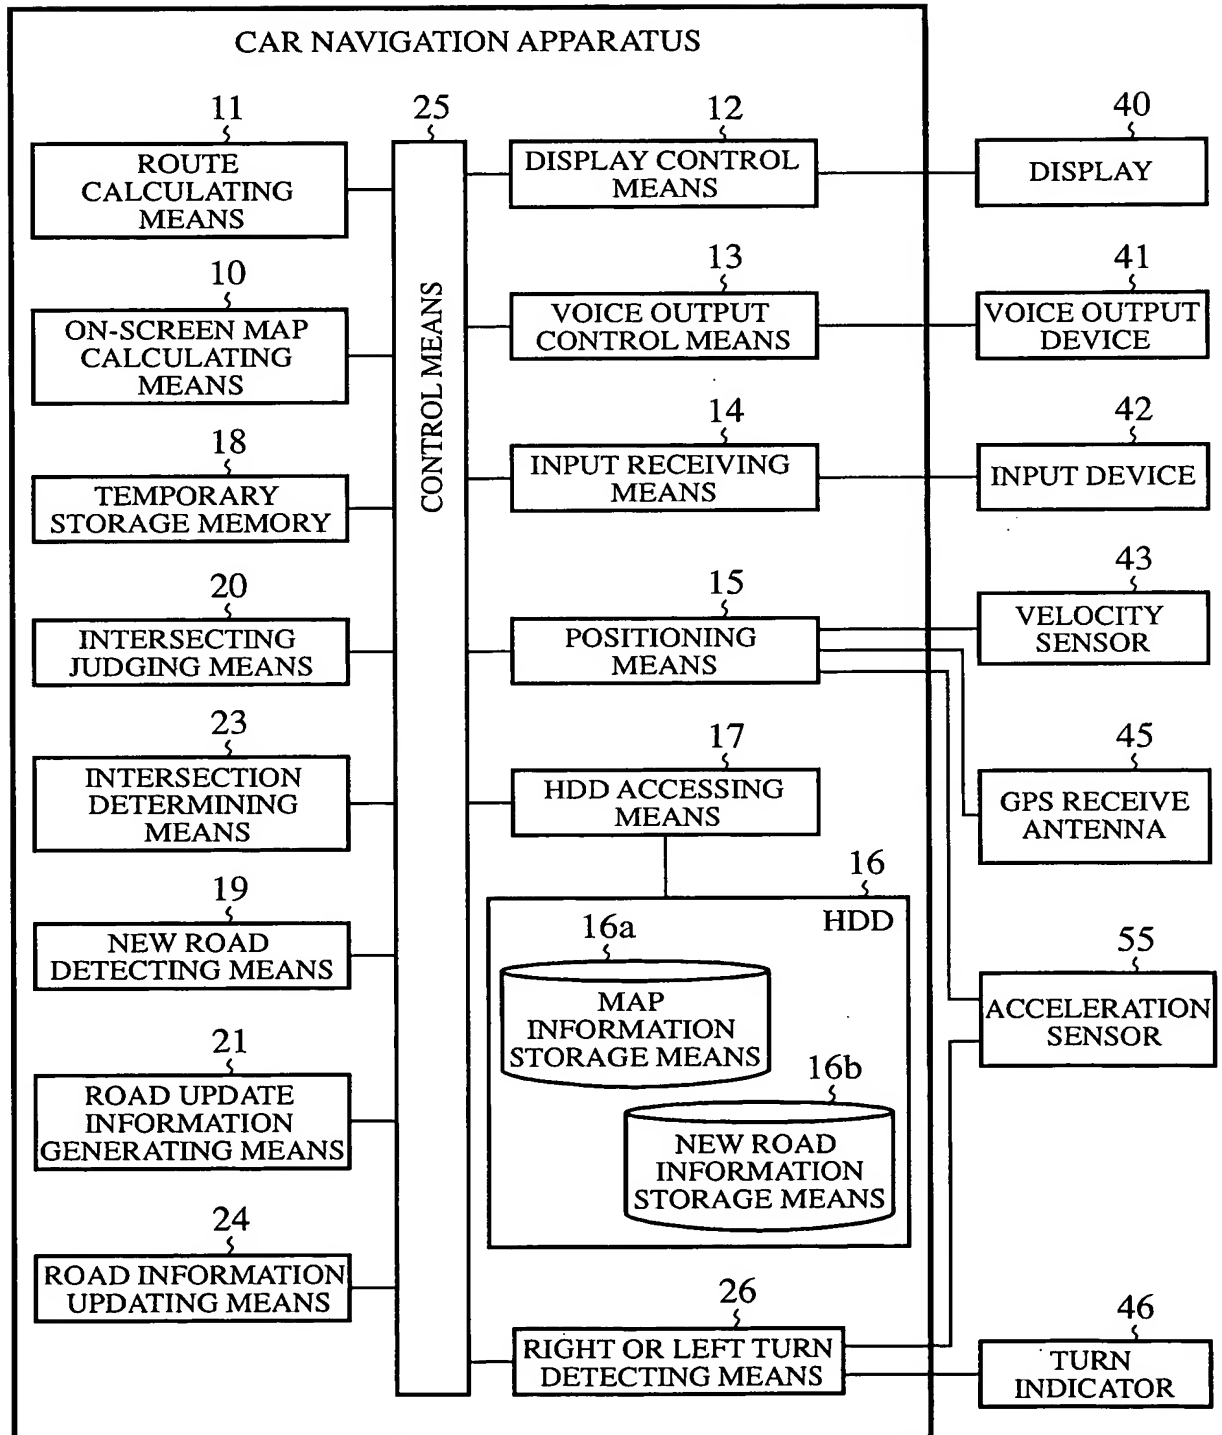 CAR NAVIGATION APPARATUS
11
ROUTE
CALCULATING
MEANS
10
ON-SCREEN MAP
CALCULATING
MEANS
18
TEMPORARY
STORAGE MEMORY
20
INTERSECTING
JUDGING MEANS
23
INTERSECTION
DETERMINING
MEANS
19
NEW ROAD
DETECTING MEANS
21
ROAD UPDATE
INFORMATION
GENERATING MEANS
24
ROAD INFORMATION
UPDATING MEANS
25
CONTROL MEANS
12
DISPLAY CONTROL
MEANS
13
VOICE OUTPUT
CONTROL MEANS
14
INPUT RECEIVING
MEANS
15
POSITIONING
MEANS
17
HDD ACCESSING
MEANS
16
HDD
16a
MAP
INFORMATION
STORAGE MEANS
16b
NEW ROAD
INFORMATION
STORAGE MEANS
26
RIGHT OR LEFT TURN
DETECTING MEANS
40
DISPLAY
41
VOICE OUTPUT
DEVICE
42
INPUT DEVICE
43
VELOCITY
SENSOR
45
GPS RECEIVE
ANTENNA
55
ACCELERATION
SENSOR
46
TURN
INDICATOR